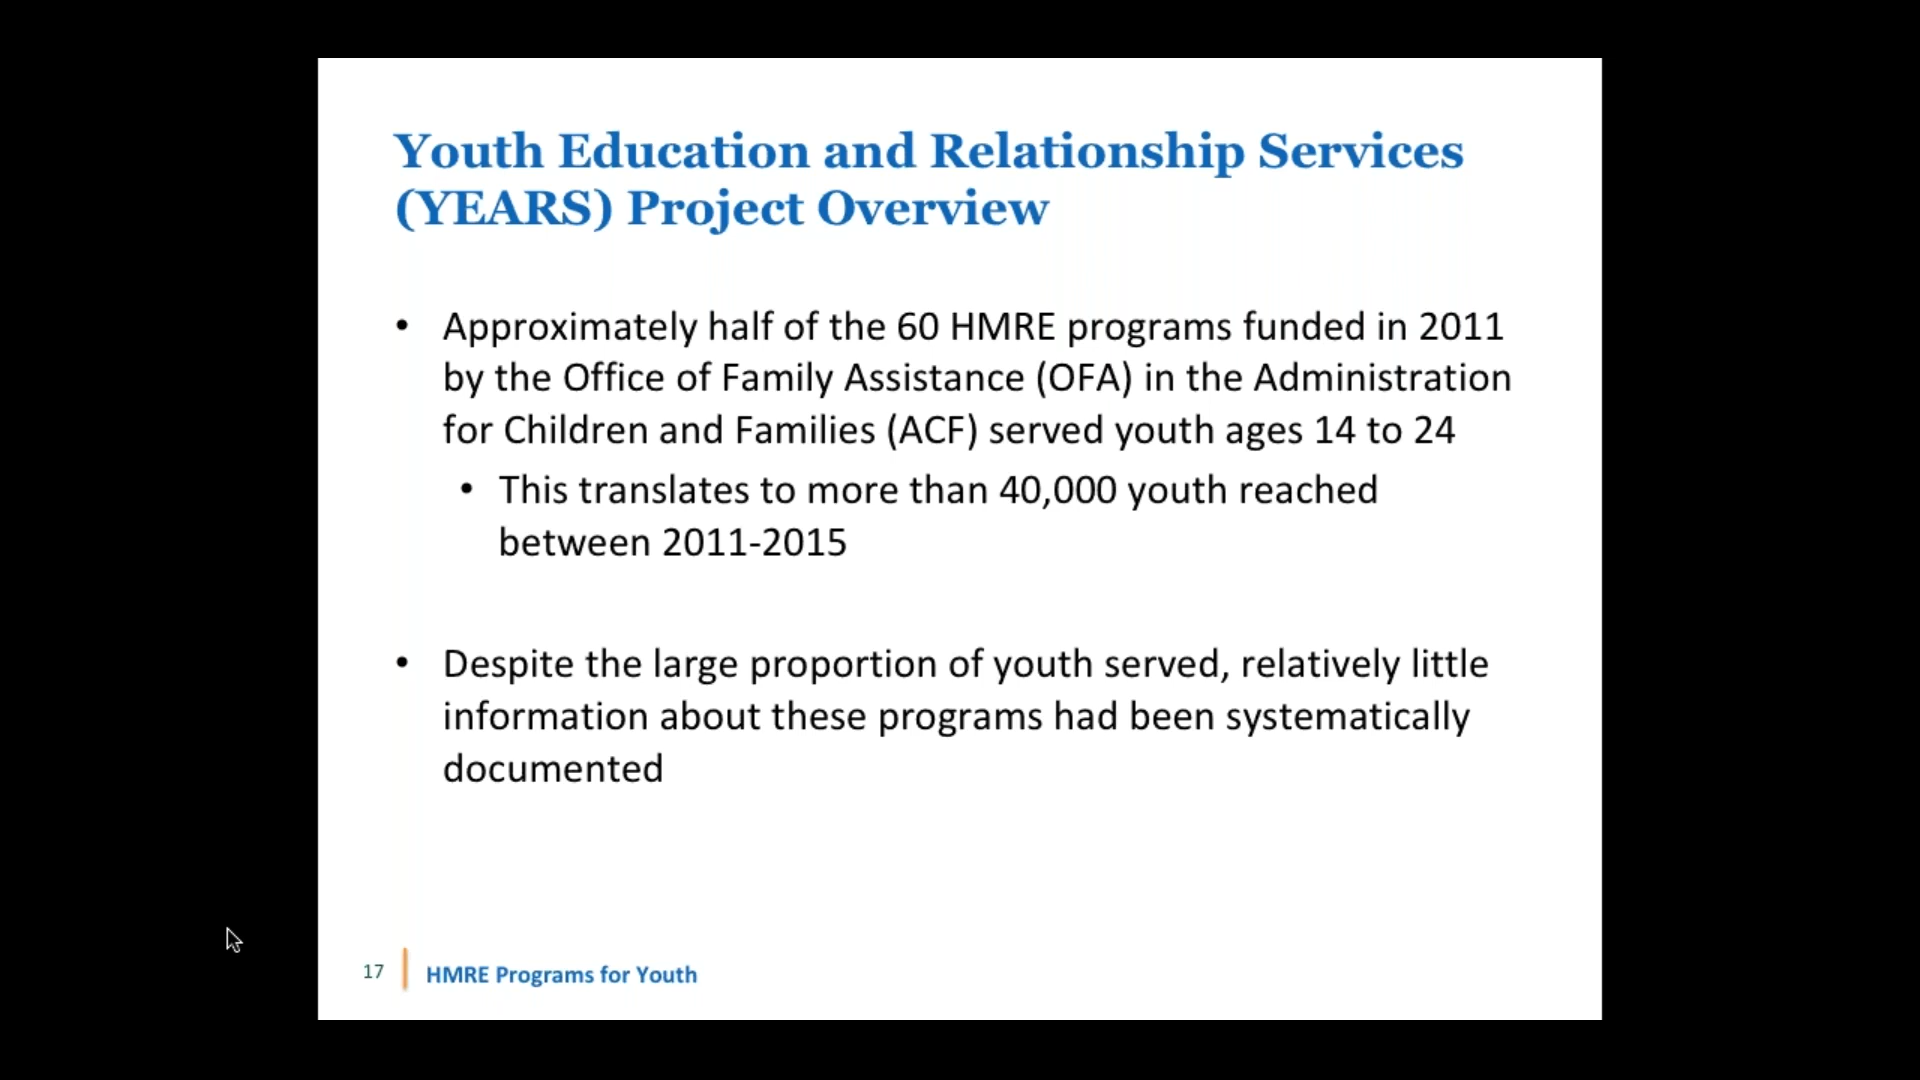 Youth Education and Relationship Services
(YEARS) Project Overview
• Approximately half of the 60 HMRE programs funded in 2011
by the Office of Family Assistance (OFA) in the Administration
for Children and Families (ACF) served youth ages 14 to 24
• This translates to more than 40,000 youth reached
between 2011-2015
• Despite the large proportion of youth served, relatively little
information about these programs had been systematically
documented
17 HMRE Programs for Youth